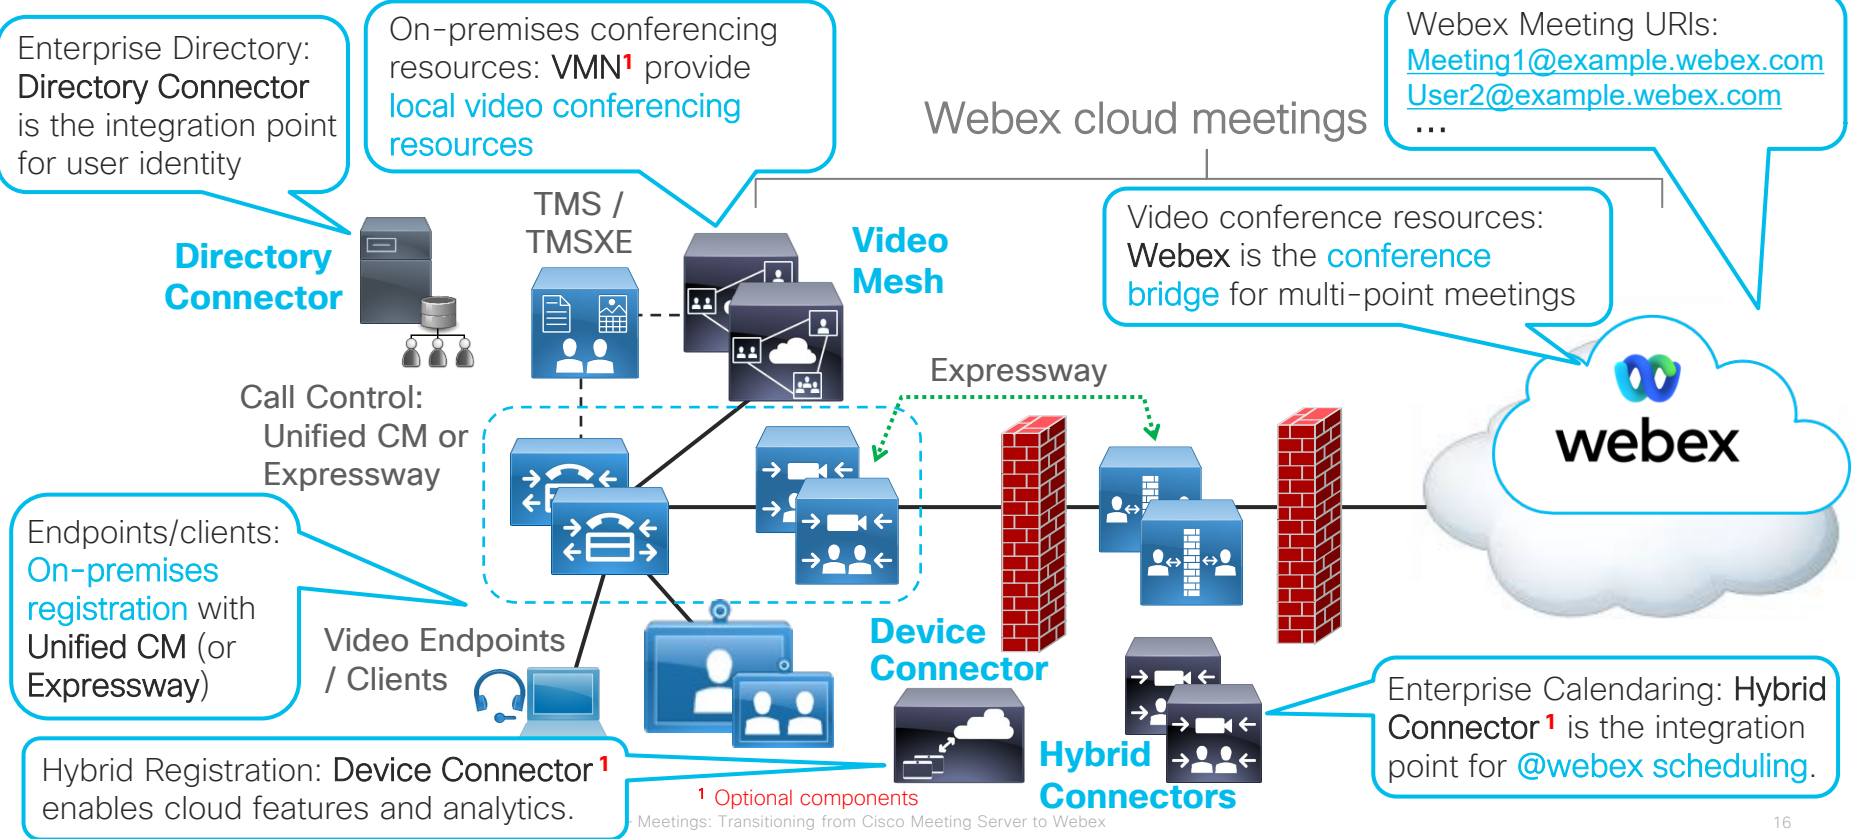 Enterprise Directory:
Directory Connector
is the integration point
for user identity
On-premises conferencing
resources: VMN1 provide
local video conferencing
resources
Webex Meeting URIs:
Meeting1@example.webex.com
User2@example.webex.com
...
Webex cloud meetings
Video conference resources:
Webex is the conference
bridge for multi-point meetings
TMS /
TMSXE
Directory
Connector
Video
Mesh
Expressway
Call Control:
Unified CM or
Expressway
webex
Endpoints/clients:
On-premises
registration with
Unified CM (or
Expressway)
Video Endpoints
/ Clients
Device
Connector
Hybrid
Connectors
Enterprise Calendaring: Hybrid
Connector1 is the integration
point for @webex scheduling.
Hybrid Registration: Device Connector1
enables cloud features and analytics.
1 Optional components
Meetings: Transitioning from Cisco Meeting Server to Webex
16